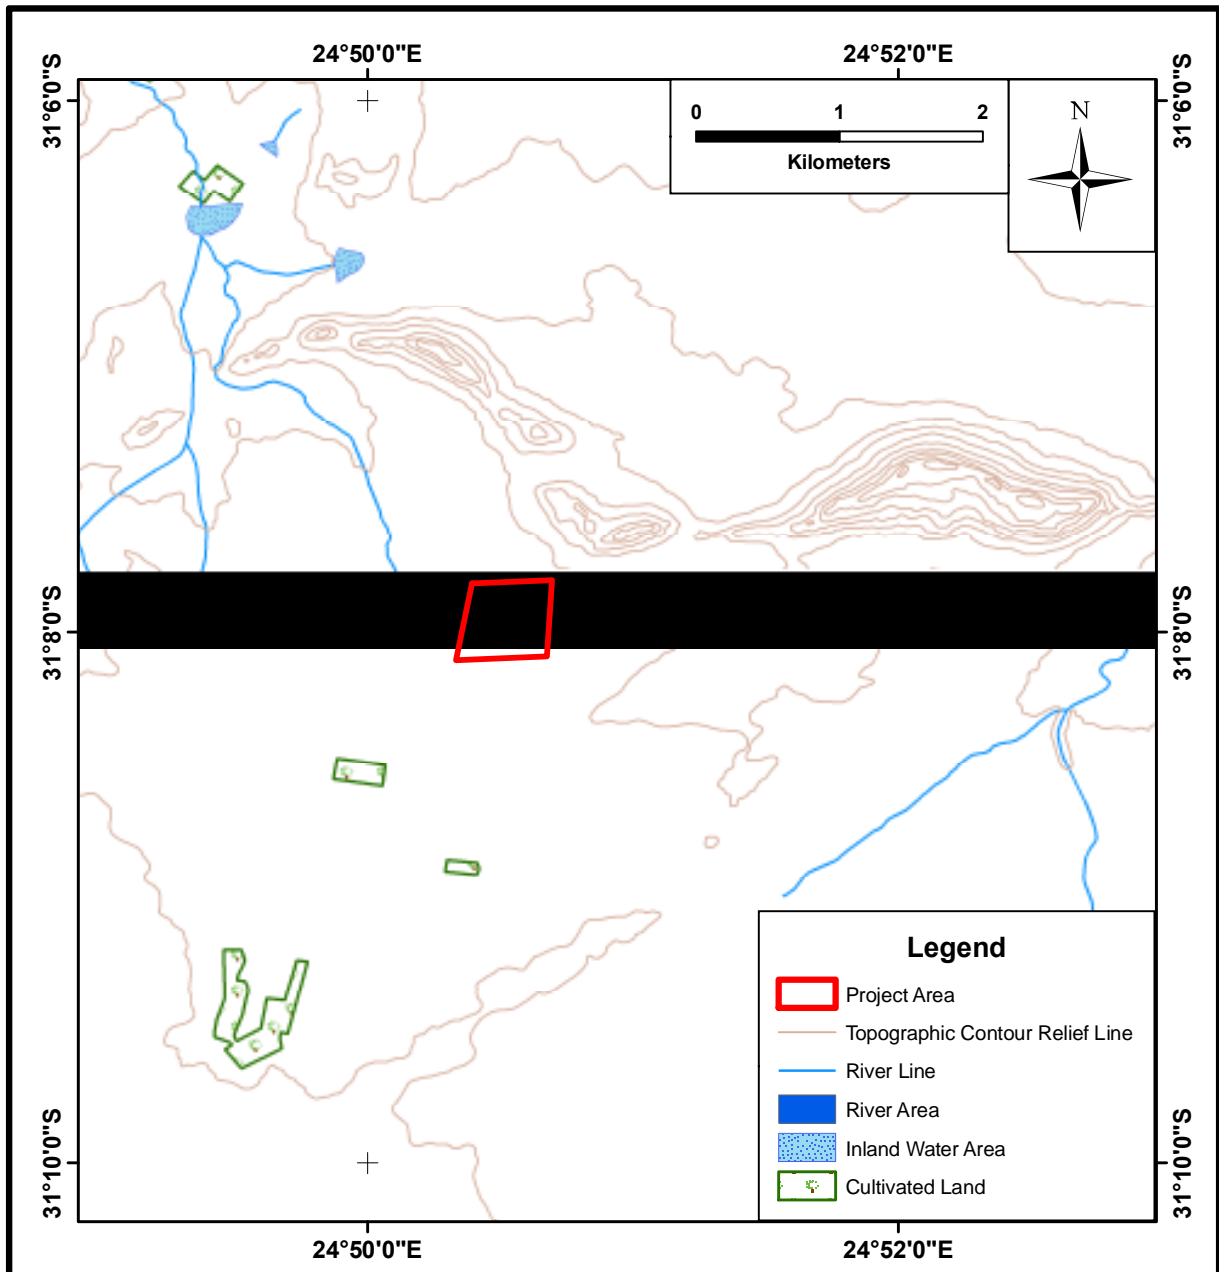 24°50'0"E 24°52'0"E
31°6'0"S 31°6'0"S
0 1 2
Kilometers
N
31°8'0"S 31°8'0"S
Legend
Project Area
Topographic Contour Relief Line
River Line
River Area
Inland Water Area
Cultivated Land
31°10'0"S 31°10'0"S
24°50'0"E 24°52'0"E